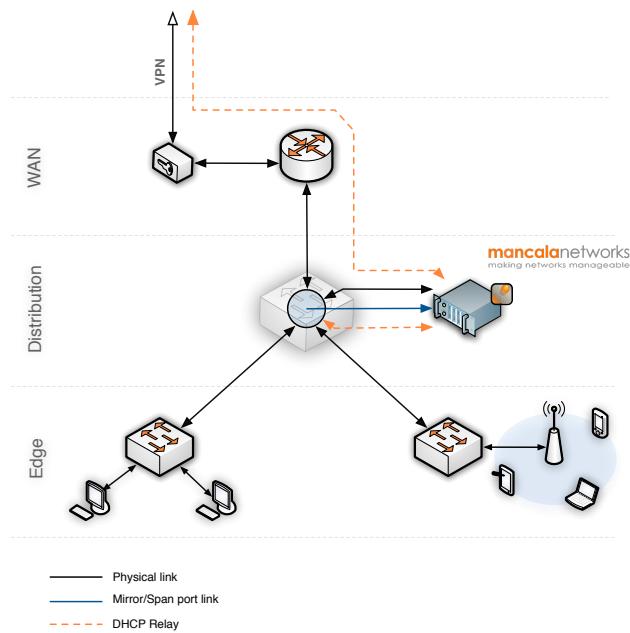 VPN
WAN
mancalanetworks
making networks manageable
Distribution
Edge
Physical link
Mirror/Span port link
DHCP Relay